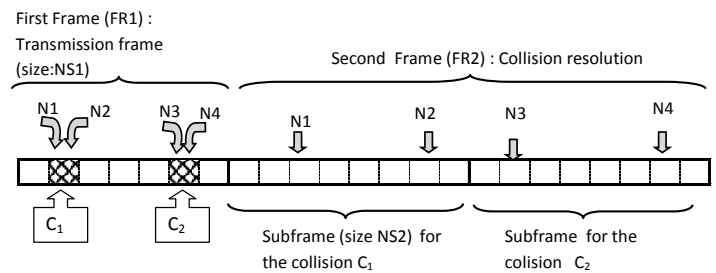 First Frame (FR1) :
Transmission frame
(size:NS1)
Second Frame (FR2) : Collision resolution
N1
N2
N3
N4
N1
N2
N3
N4
C1
C2
Subframe (size NS2) for
the collision C1
Subframe for the
colision C2